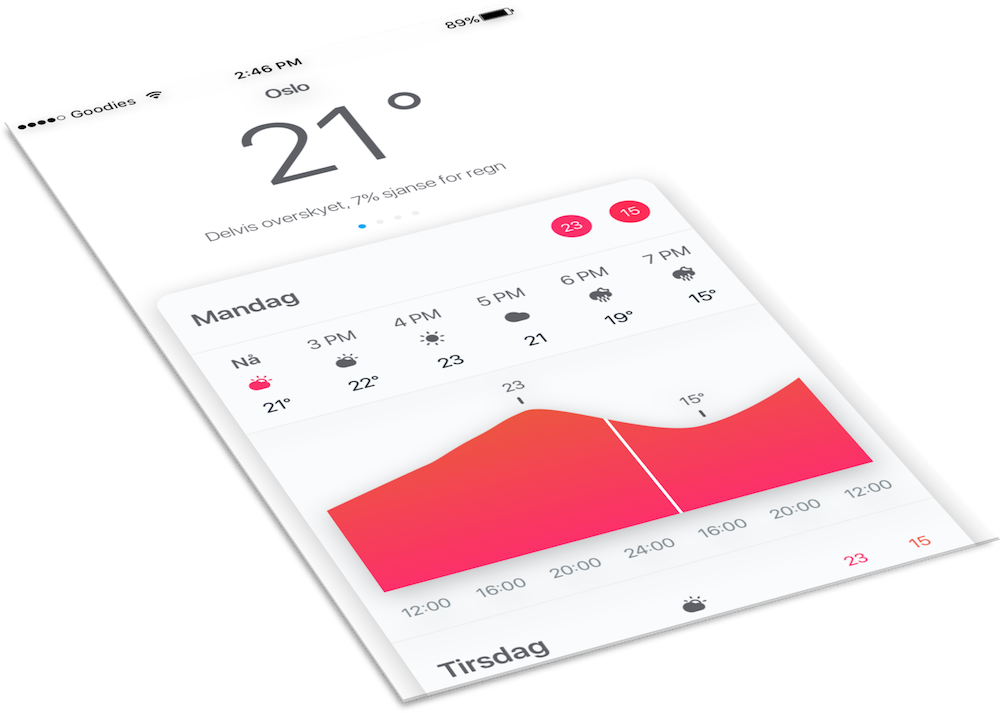 Goodies 2:46 PM 89%
Oslo
21°
Delvis overskyet, 7% sjanse for regn
Mandag 23 15
Nå 3 PM 4 PM 5 PM 6 PM 7 PM
21° 22° 23 21 19° 15°
23 15°
12:00 16:00 20:00 24:00 16:00 20:00 12:00
Tirsdag 23 15